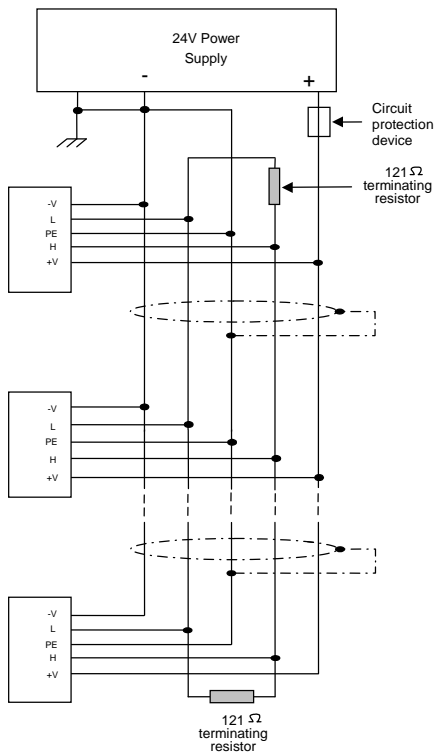 24V Power
Supply
-
+
Circuit
protection
device
121 Ω
terminating
resistor
-V
L
PE
H
+V
-V
L
PE
H
+V
-V
L
PE
H
+V
121 Ω
terminating
resistor